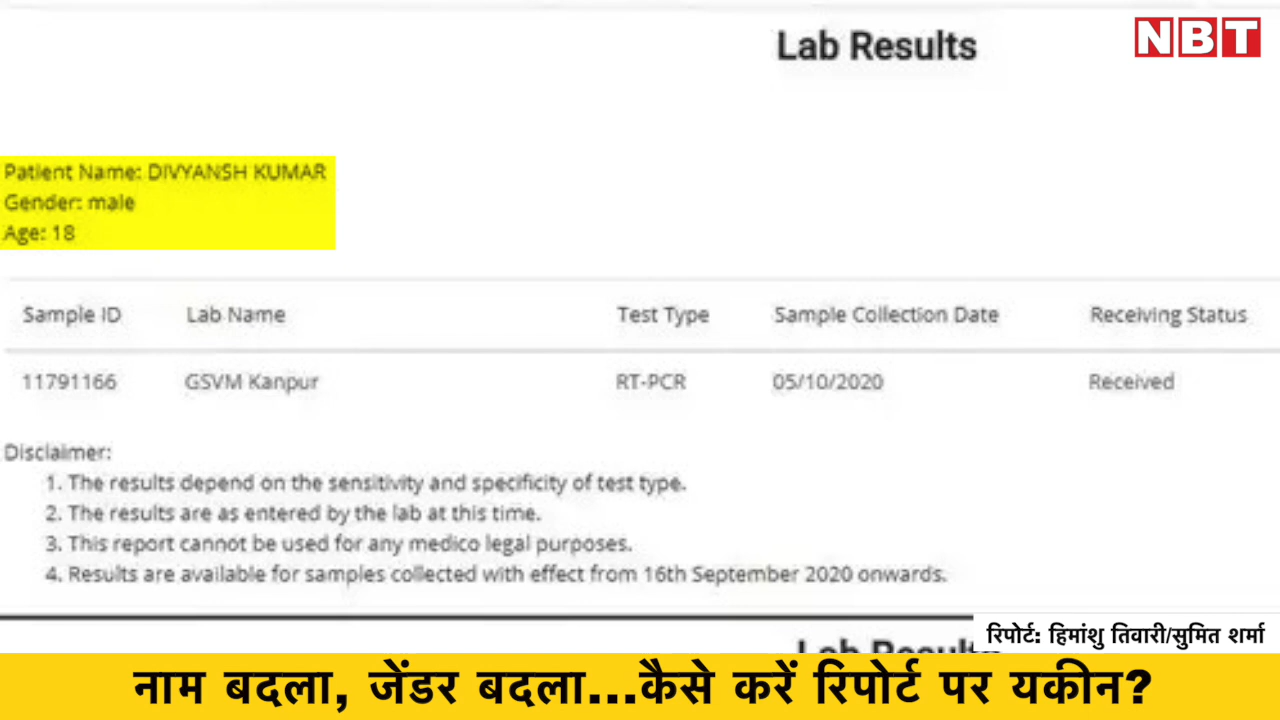 Lab Results
NBT
Patient Name: DIVYANSH KUMAR
Gender: male
Age: 18
Sample ID Lab Name Test Type Sample Collection Date Receiving Status
11791166 GSVM Kanpur RT-PCR 05/10/2020 Received
Disclaimer:
1. The results depend on the sensitivity and specificity of test type.
2. The results are as entered by the lab at this time.
3. This report cannot be used for any medico legal purposes.
4. Results are available for samples collected with effect from 16th September 2020 onwards.
रिपोर्ट: हिमांशु तिवारी/सुमित शर्मा
Lab Results
नाम बदला, जेंडर बदला...कैसे करें रिपोर्ट पर यकीन?